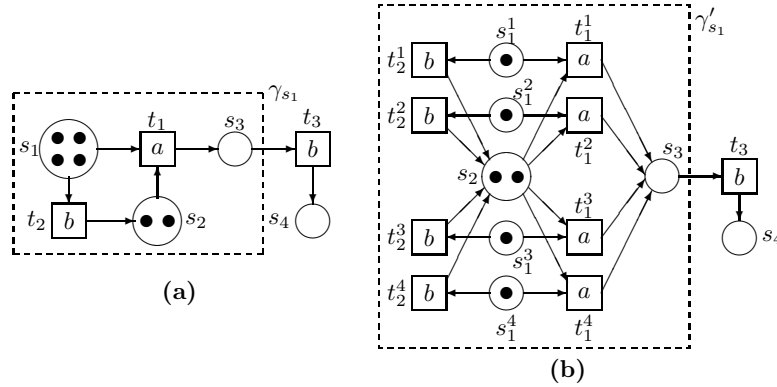 γ_{s_1}
t_1
s_3
t_3
s_1
a
b
t_2
b
s_2
s_4
(a)
γ'_{s_1}
s_1^1
t_1^1
t_2^1
b
a
s_1^2
t_2^2
b
a
t_1^2
s_3
t_3
s_2
b
t_1^3
t_2^3
b
a
s_1^3
s_4
t_2^4
b
a
s_1^4
t_1^4
(b)